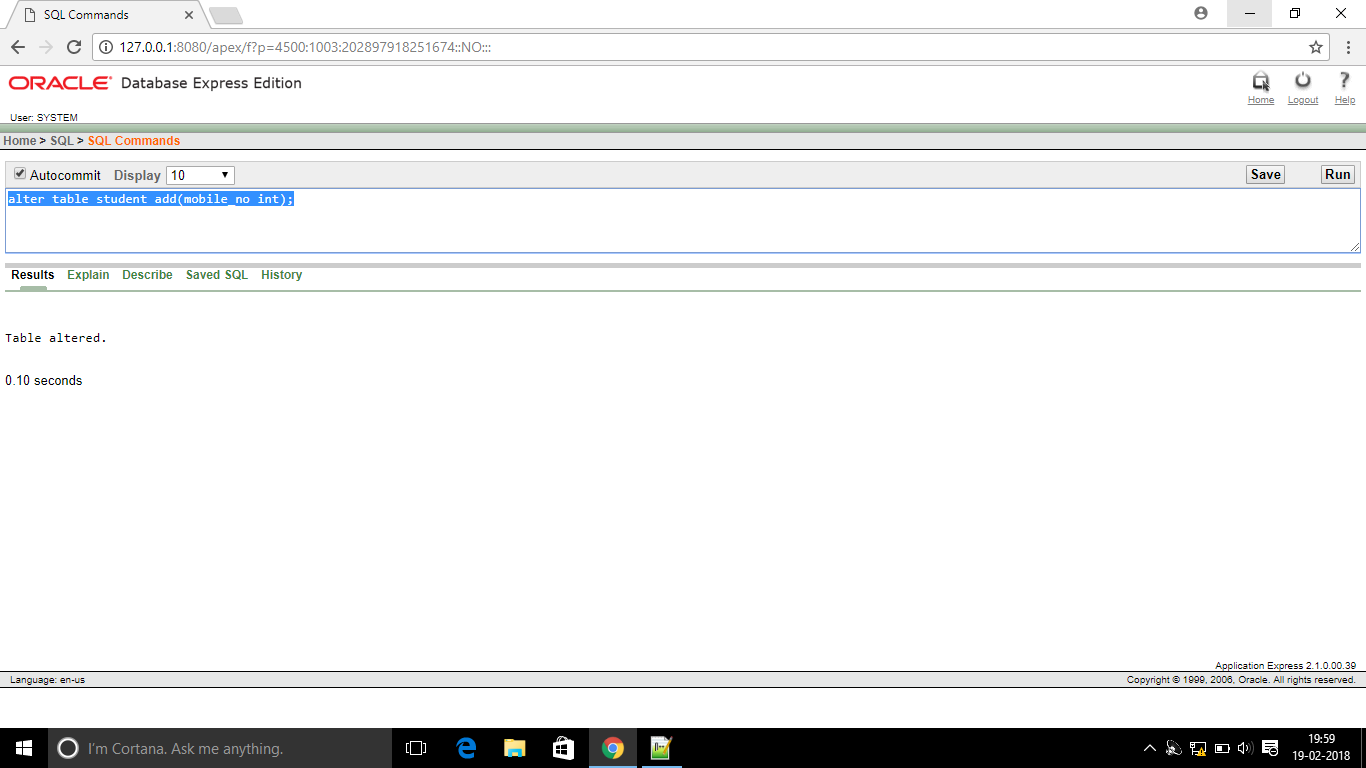 SQL Commands
127.0.0.1:8080/apex/f?p=4500:1003:202897918251674::NO:::
ORACLE Database Express Edition
Home Logout Help
User: SYSTEM
Home > SQL > SQL Commands
Autocommit Display 10 Save Run
alter table student add(mobile_no int);
Results Explain Describe Saved SQL History
Table altered.
0.10 seconds
Application Express 2.1.0.00.39
Language: en-us Copyright © 1999, 2006, Oracle. All rights reserved.
I'm Cortana. Ask me anything.
19:59
19-02-2018